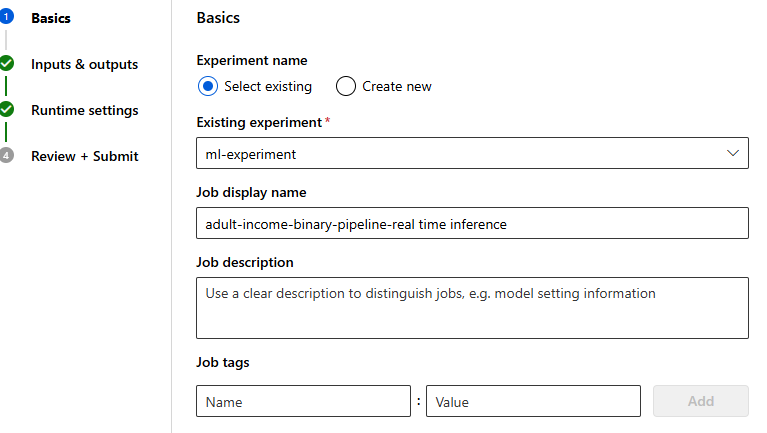 1 Basics
Inputs & outputs
Runtime settings
4 Review + Submit
Basics
Experiment name
Select existing Create new
Existing experiment *
ml-experiment
Job display name
adult-income-binary-pipeline-real time inference
Job description
Use a clear description to distinguish jobs, e.g. model setting information
Job tags
Name : Value Add